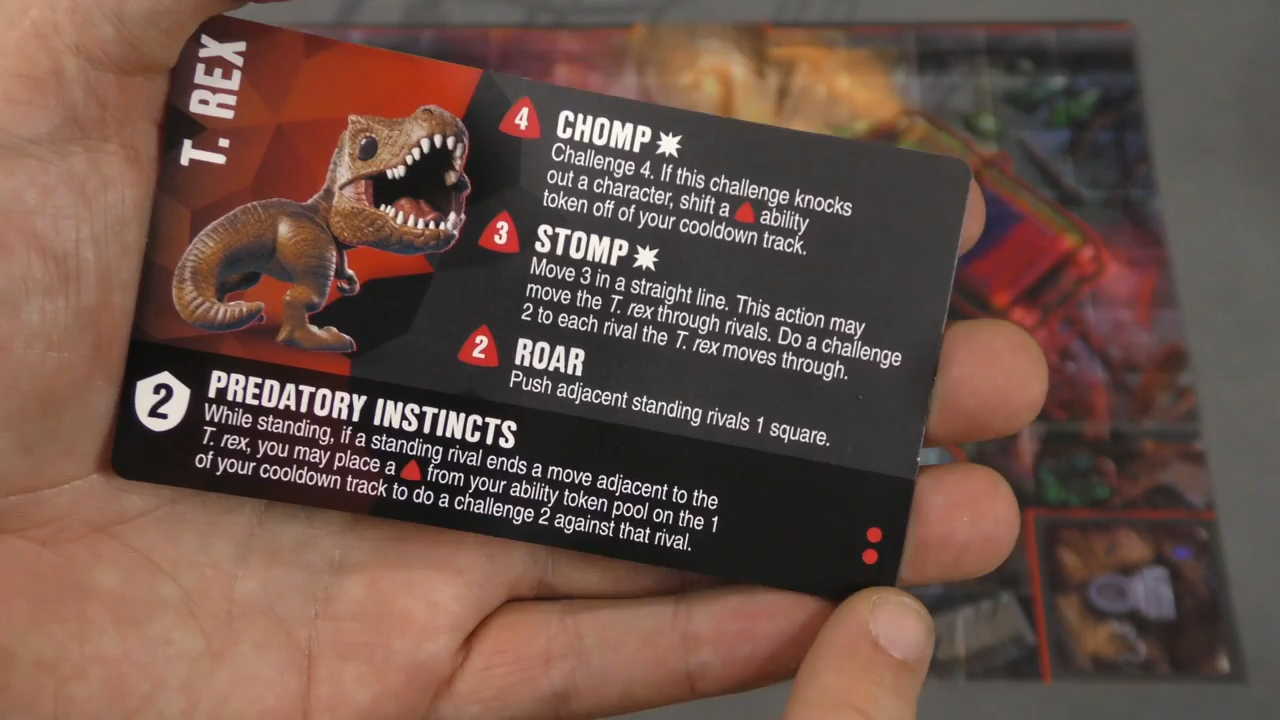 T. REX
4 CHOMP
Challenge 4. If this challenge knocks
out a character, shift a ability
token off of your cooldown track.
3 STOMP
Move 3 in a straight line. This action may
move the T. rex through rivals. Do a challenge
2 to each rival the T. rex moves through.
2 ROAR
Push adjacent standing rivals 1 square.
2 PREDATORY INSTINCTS
While standing, if a standing rival ends a move adjacent to the
T. rex, you may place a from your ability token pool on the 1
of your cooldown track to do a challenge 2 against that rival.